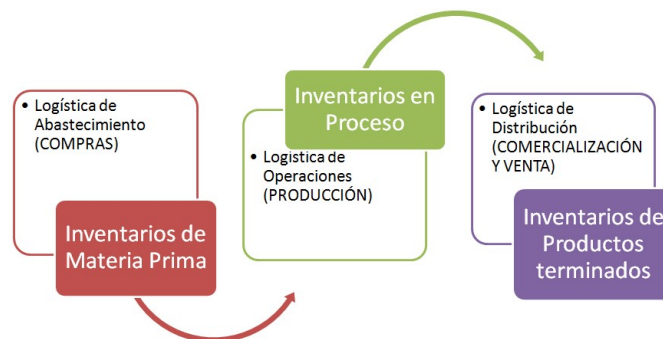 • Logística de
Abastecimiento
(COMPRAS)
Inventarios de
Materia Prima
Inventarios en
Proceso
• Logistica de
Operaciones
(PRODUCCIÓN)
• Logística de
Distribución
(COMERCIALIZACIÓN
Y VENTA)
Inventarios de
Productos
terminados